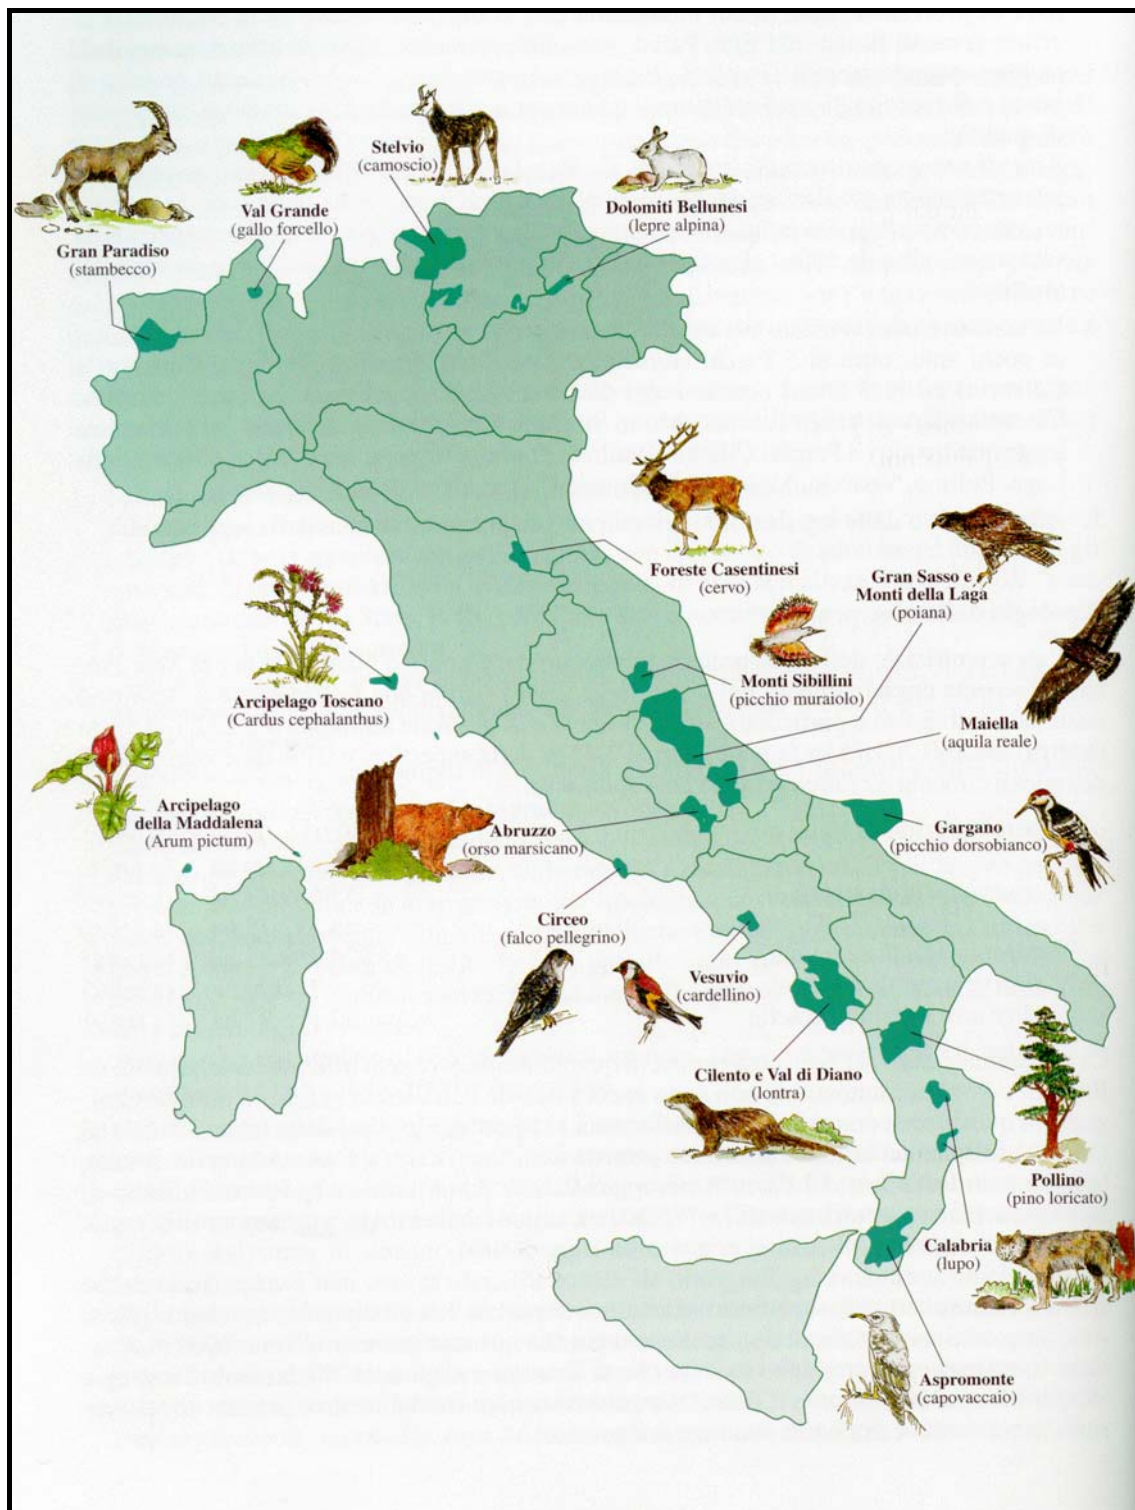 Stelvio
(camoscio)
Val Grande
(gallo forcello)
Dolomiti Bellunesi
(lepre alpina)
Gran Paradiso
(stambecco)
Foreste Casentinesi
(cervo)
Gran Sasso e
Monti della Laga
(poiana)
Arcipelago Toscano
(Cardus cephalanthus)
Monti Sibillini
(picchio muraiolo)
Maiella
(aquila reale)
Arcipelago
della Maddalena
(Arum pictum)
Abruzzo
(orso marsicano)
Gargano
(picchio dorsobianco)
Circeo
(falco pellegrino)
Vesuvio
(cardellino)
Cilento e Val di Diano
(lontra)
Pollino
(pino loricato)
Calabria
(lupo)
Aspromonte
(capovaccaio)